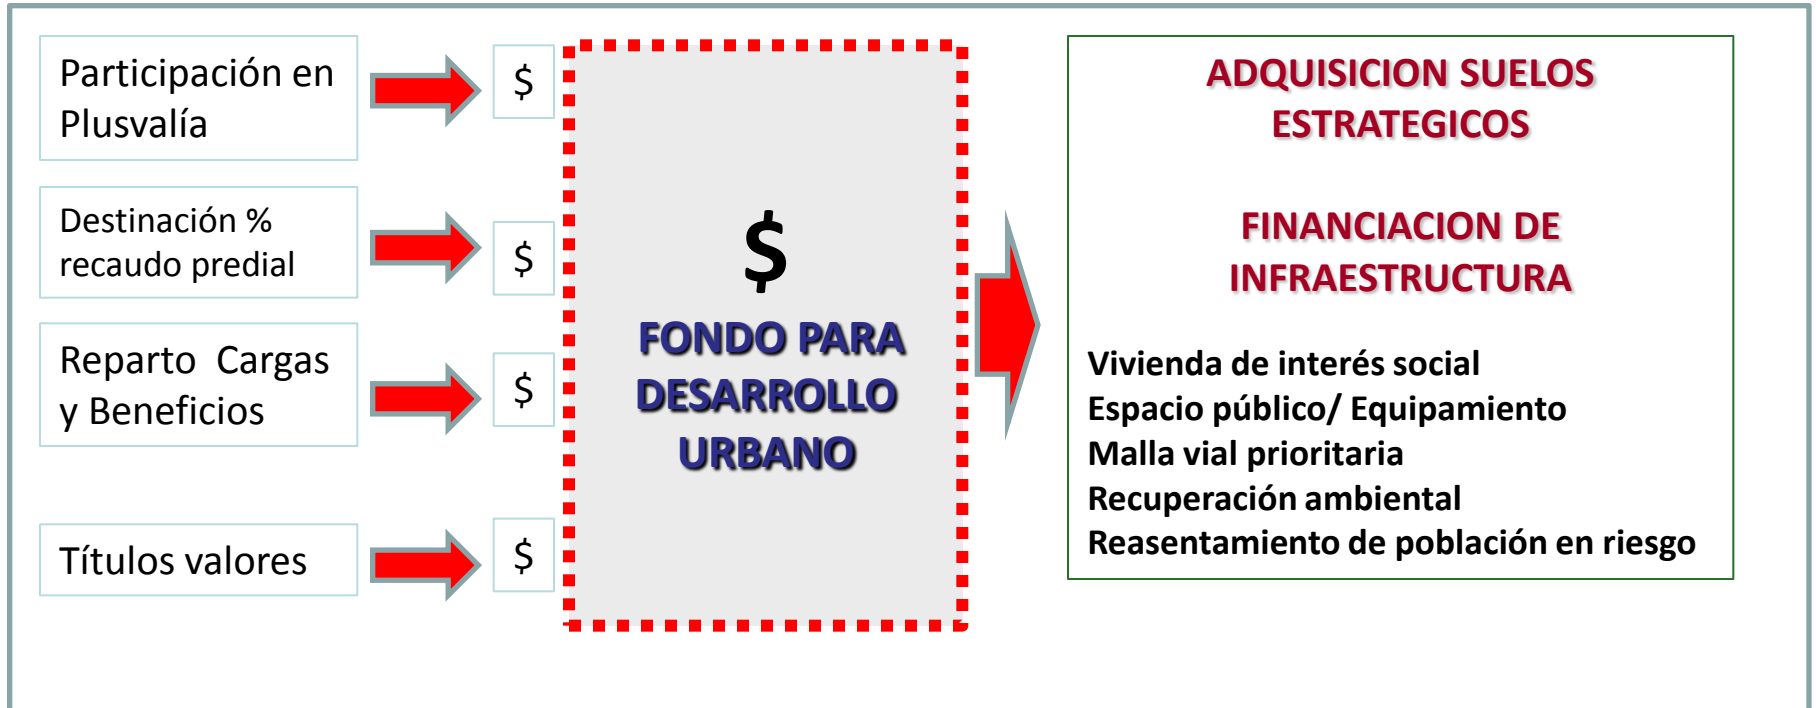 Participación en
Plusvalía
$
Destinación %
recaudo predial
$
Reparto Cargas
y Beneficios
$
Títulos valores
$
$
FONDO PARA
DESARROLLO
URBANO
ADQUISICION SUELOS
ESTRATEGICOS
FINANCIACION DE
INFRAESTRUCTURA
Vivienda de interés social
Espacio público/ Equipamiento
Malla vial prioritaria
Recuperación ambiental
Reasentamiento de población en riesgo